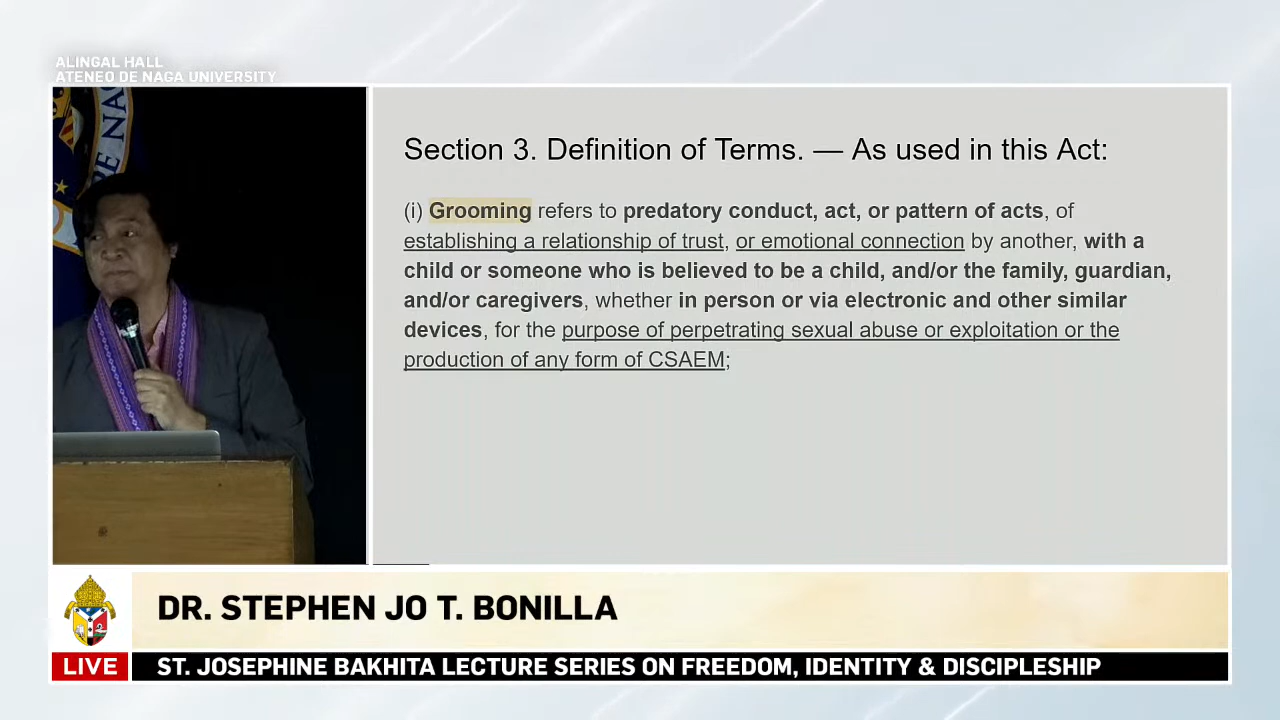 ALINGAL HALL
ATENEO DE NAGA UNIVERSITY
Section 3. Definition of Terms. — As used in this Act:
(i) Grooming refers to predatory conduct, act, or pattern of acts, of
establishing a relationship of trust, or emotional connection by another, with a
child or someone who is believed to be a child, and/or the family, guardian,
and/or caregivers, whether in person or via electronic and other similar
devices, for the purpose of perpetrating sexual abuse or exploitation or the
production of any form of CSAEM;
DR. STEPHEN JO T. BONILLA
LIVE
ST. JOSEPHINE BAKHITA LECTURE SERIES ON FREEDOM, IDENTITY & DISCIPLESHIP